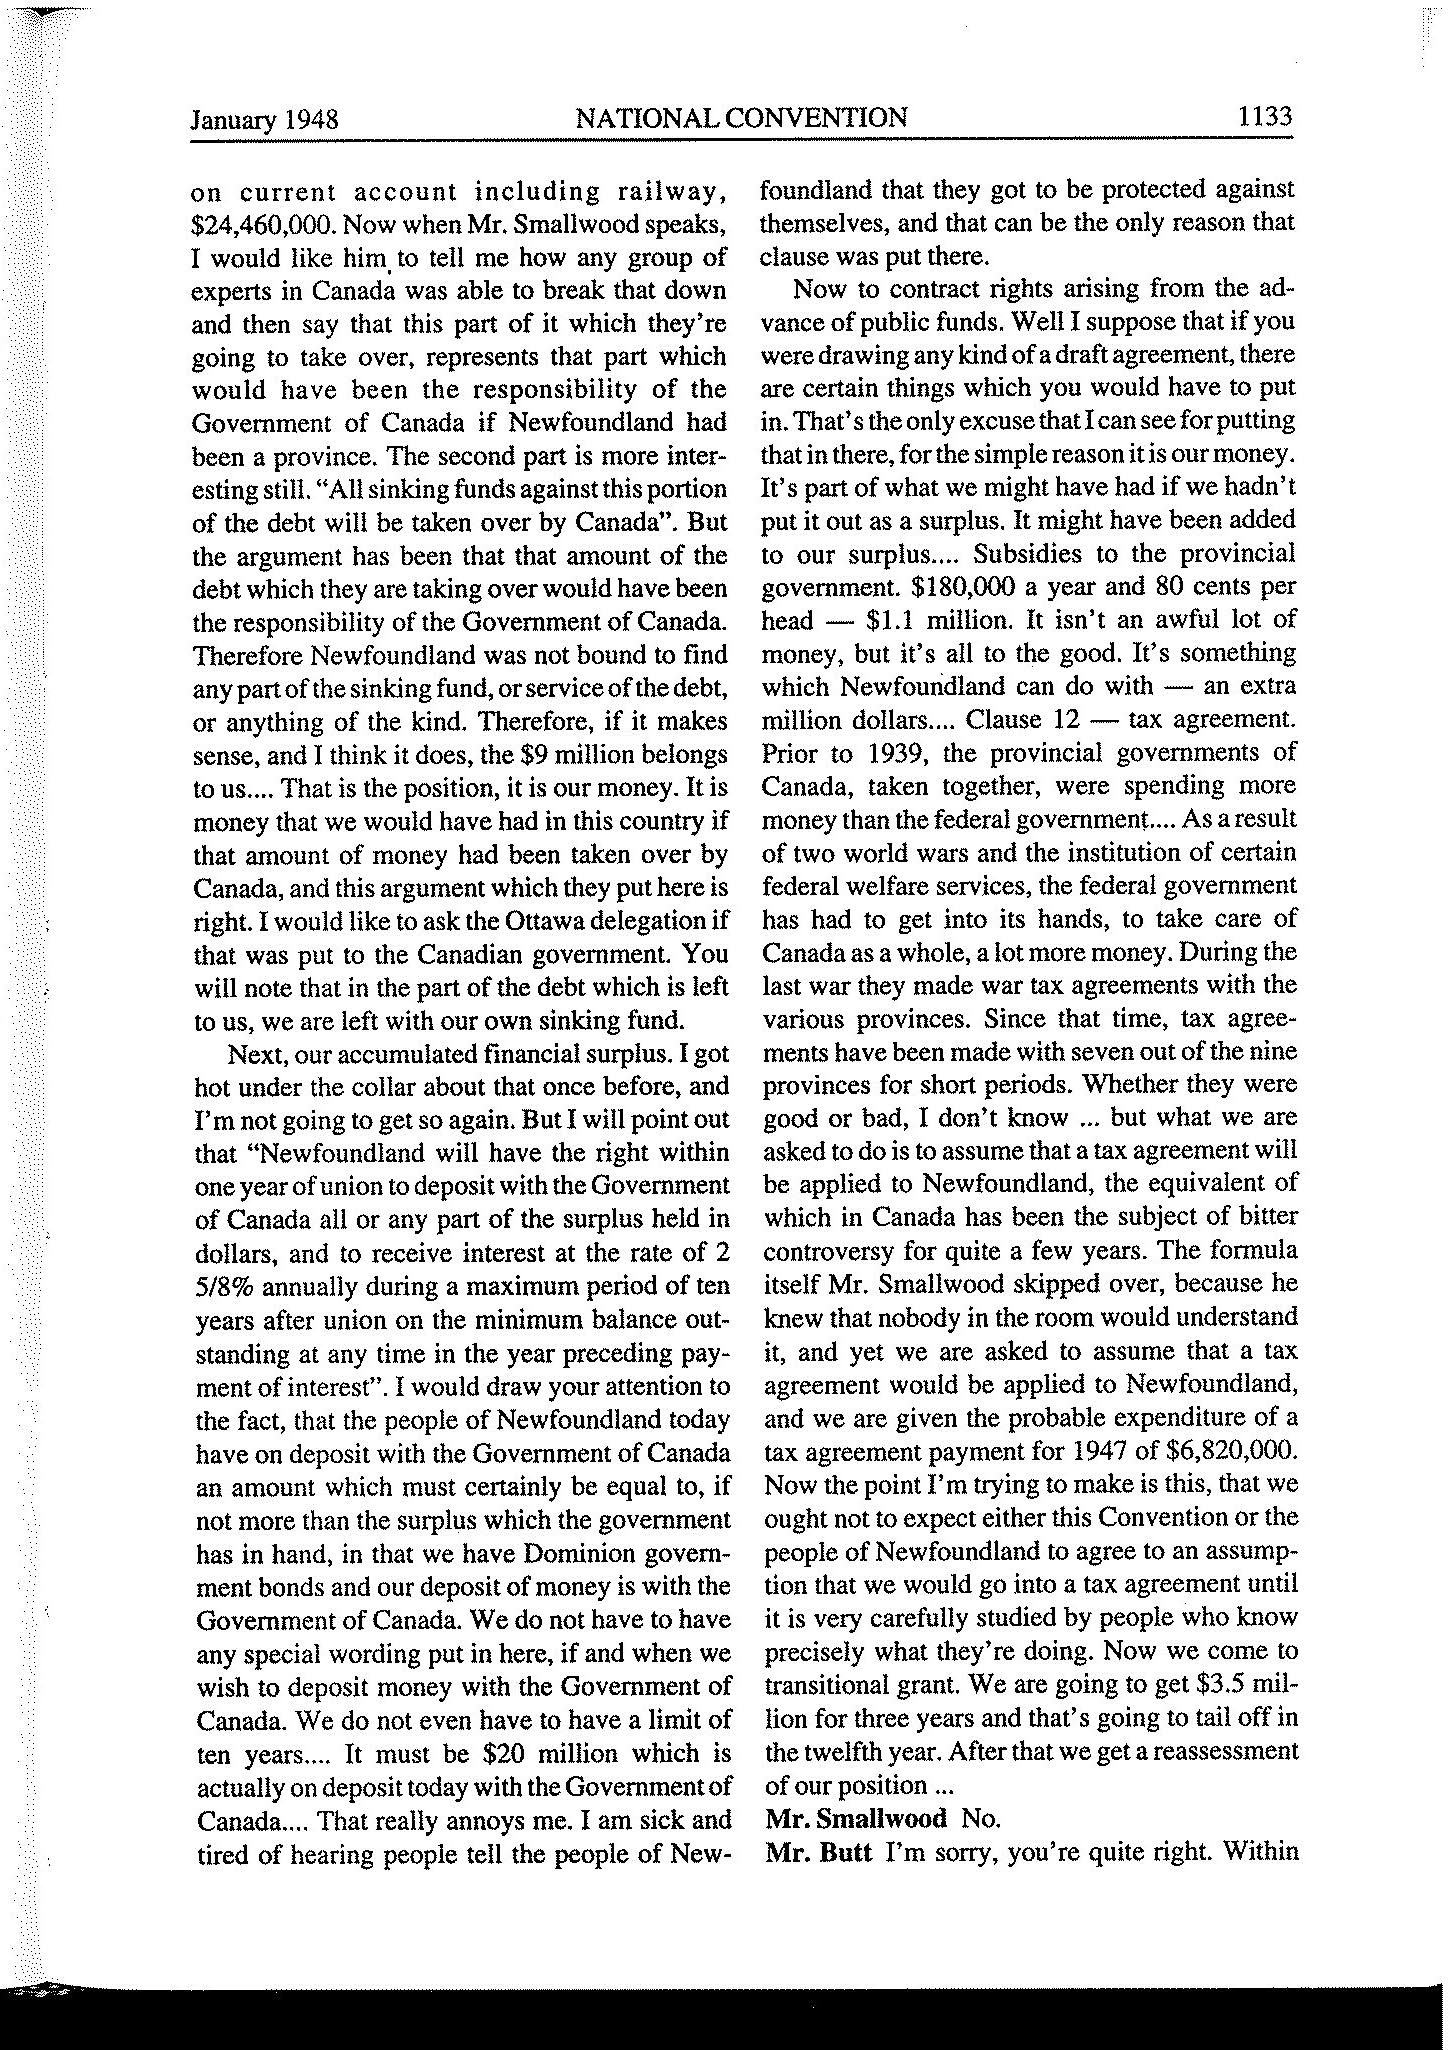 January 1948 NATIONAL CONVENTION 1133
on current account including railway,
$24,460,000. Now when Mr. Smallwood speaks,
I would like him to tell me how any group of
experts in Canada was able to break that down
and then say that this part of it which they're
going to take over, represents that part which
would have been the responsibility of the
Government of Canada if Newfoundland had
been a province. The second part is more inter-
esting still. “All sinking funds against this portion
of the debt will be taken over by Canada”. But
the argument has been that that amount of the
debt which they are taking over would have been
the responsibility of the Government of Canada.
Therefore Newfoundland was not bound to find
any part of the sinking fund, or service of the debt,
or anything of the kind. Therefore, if it makes
sense, and I think it does, the $9 million belongs
to us.... That is the position, it is our money. It is
money that we would have had in this country if
that amount of money had been taken over by
Canada, and this argument which they put here is
right. I would like to ask the Ottawa delegation if
that was put to the Canadian government. You
will note that in the part of the debt which is left
to us, we are left with our own sinking fund.
Next, our accumulated financial surplus. I got
hot under the collar about that once before, and
I'm not going to get so again. But I will point out
that “Newfoundland will have the right within
one year of union to deposit with the Government
of Canada all or any part of the surplus held in
dollars, and to receive interest at the rate of 2
5/8% annually during a maximum period of ten
years after union on the minimum balance out-
standing at any time in the year preceding pay-
ment of interest”. I would draw your attention to
the fact, that the people of Newfoundland today
have on deposit with the Government of Canada
an amount which must certainly be equal to, if
not more than the surplus which the government
has in hand, in that we have Dominion govern-
ment bonds and our deposit of money is with the
Government of Canada. We do not have to have
any special wording put in here, if and when we
wish to deposit money with the Government of
Canada. We do not even have to have a limit of
ten years.... It must be $20 million which is
actually on deposit today with the Government of
Canada.... That really annoys me. I am sick and
tired of hearing people tell the people of New-
foundland that they got to be protected against
themselves, and that can be the only reason that
clause was put there.
Now to contract rights arising from the ad-
vance of public funds. Well I suppose that if you
were drawing any kind of a draft agreement, there
are certain things which you would have to put
in. That's the only excuse that I can see for putting
that in there, for the simple reason it is our money.
It's part of what we might have had if we hadn't
put it out as a surplus. It might have been added
to our surplus.... Subsidies to the provincial
government. $180,000 a year and 80 cents per
head — $1.1 million. It isn't an awful lot of
money, but it's all to the good. It's something
which Newfoundland can do with — an extra
million dollars.... Clause 12 — tax agreement.
Prior to 1939, the provincial governments of
Canada, taken together, were spending more
money than the federal government.... As a result
of two world wars and the institution of certain
federal welfare services, the federal government
has had to get into its hands, to take care of
Canada as a whole, a lot more money. During the
last war they made war tax agreements with the
various provinces. Since that time, tax agree-
ments have been made with seven out of the nine
provinces for short periods. Whether they were
good or bad, I don't know ... but what we are
asked to do is to assume that a tax agreement will
be applied to Newfoundland, the equivalent of
which in Canada has been the subject of bitter
controversy for quite a few years. The formula
itself Mr. Smallwood skipped over, because he
knew that nobody in the room would understand
it, and yet we are asked to assume that a tax
agreement would be applied to Newfoundland,
and we are given the probable expenditure of a
tax agreement payment for 1947 of $6,820,000.
Now the point I'm trying to make is this, that we
ought not to expect either this Convention or the
people of Newfoundland to agree to an assump-
tion that we would go into a tax agreement until
it is very carefully studied by people who know
precisely what they're doing. Now we come to
transitional grant. We are going to get $3.5 mil-
lion for three years and that's going to tail off in
the twelfth year. After that we get a reassessment
of our position ...
Mr. Smallwood No.
Mr. Butt I'm sorry, you're quite right. Within